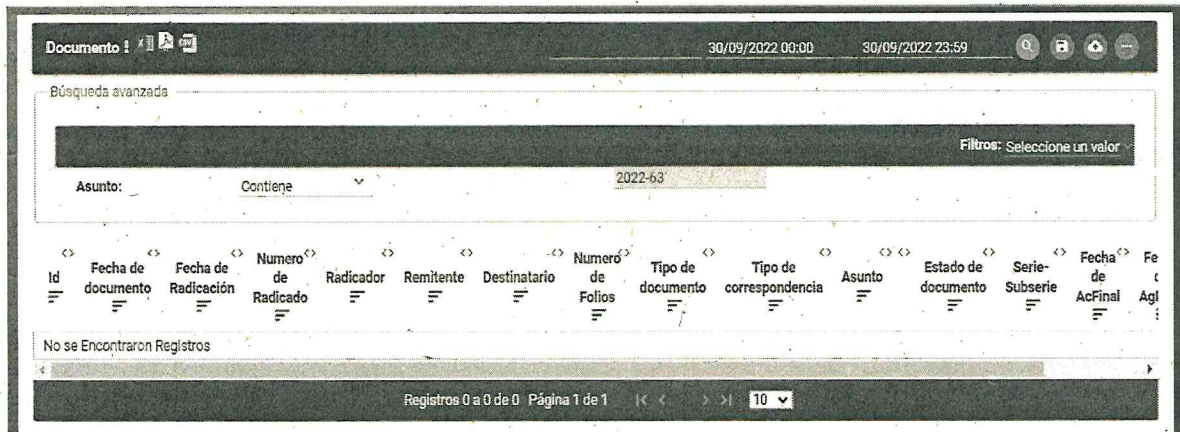 Documento CSV 30/09/2022 00:00 30/09/2022 23:59
Búsqueda avanzada
Filtros: Seleccione un valor
Asunto: Contiene 2022-63
Id
Fecha de documento
Fecha de Radicación
Numero de Radicado
Radicador
Remitente
Destinatario
Numero de Folios
Tipo de documento
Tipo de correspondencia
Asunto
Estado de documento
Serie-Subserie
Fecha de AcFinal
No se Encontraron Registros
Registros 0 a 0 de 0 Página 1 de 1 |< < > >| 10